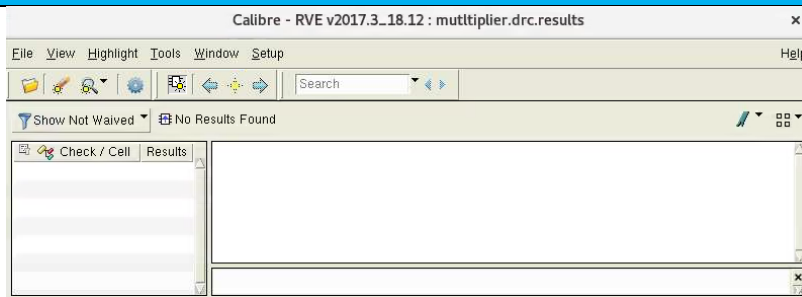 Calibre - RVE v2017.3_18.12 : mutltiplier.drc.results x
File View Highlight Tools Window Setup Help
Search
Show Not Waived No Results Found
Check / Cell Results